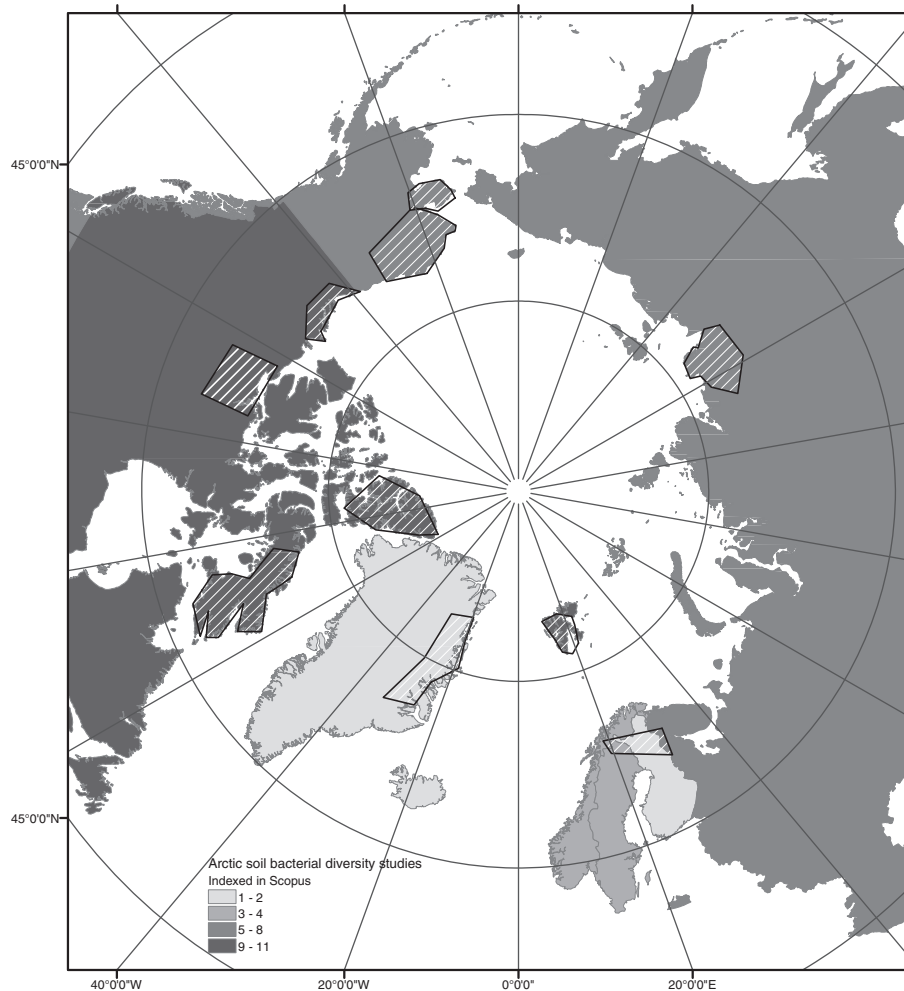 45°0'0"N
45°0'0"N
Arctic soil bacterial diversity studies
Indexed in Scopus
1 - 2
3 - 4
5 - 8
9 - 11
40°0'0"W
20°0'0"W
0°0'0"
20°0'0"E